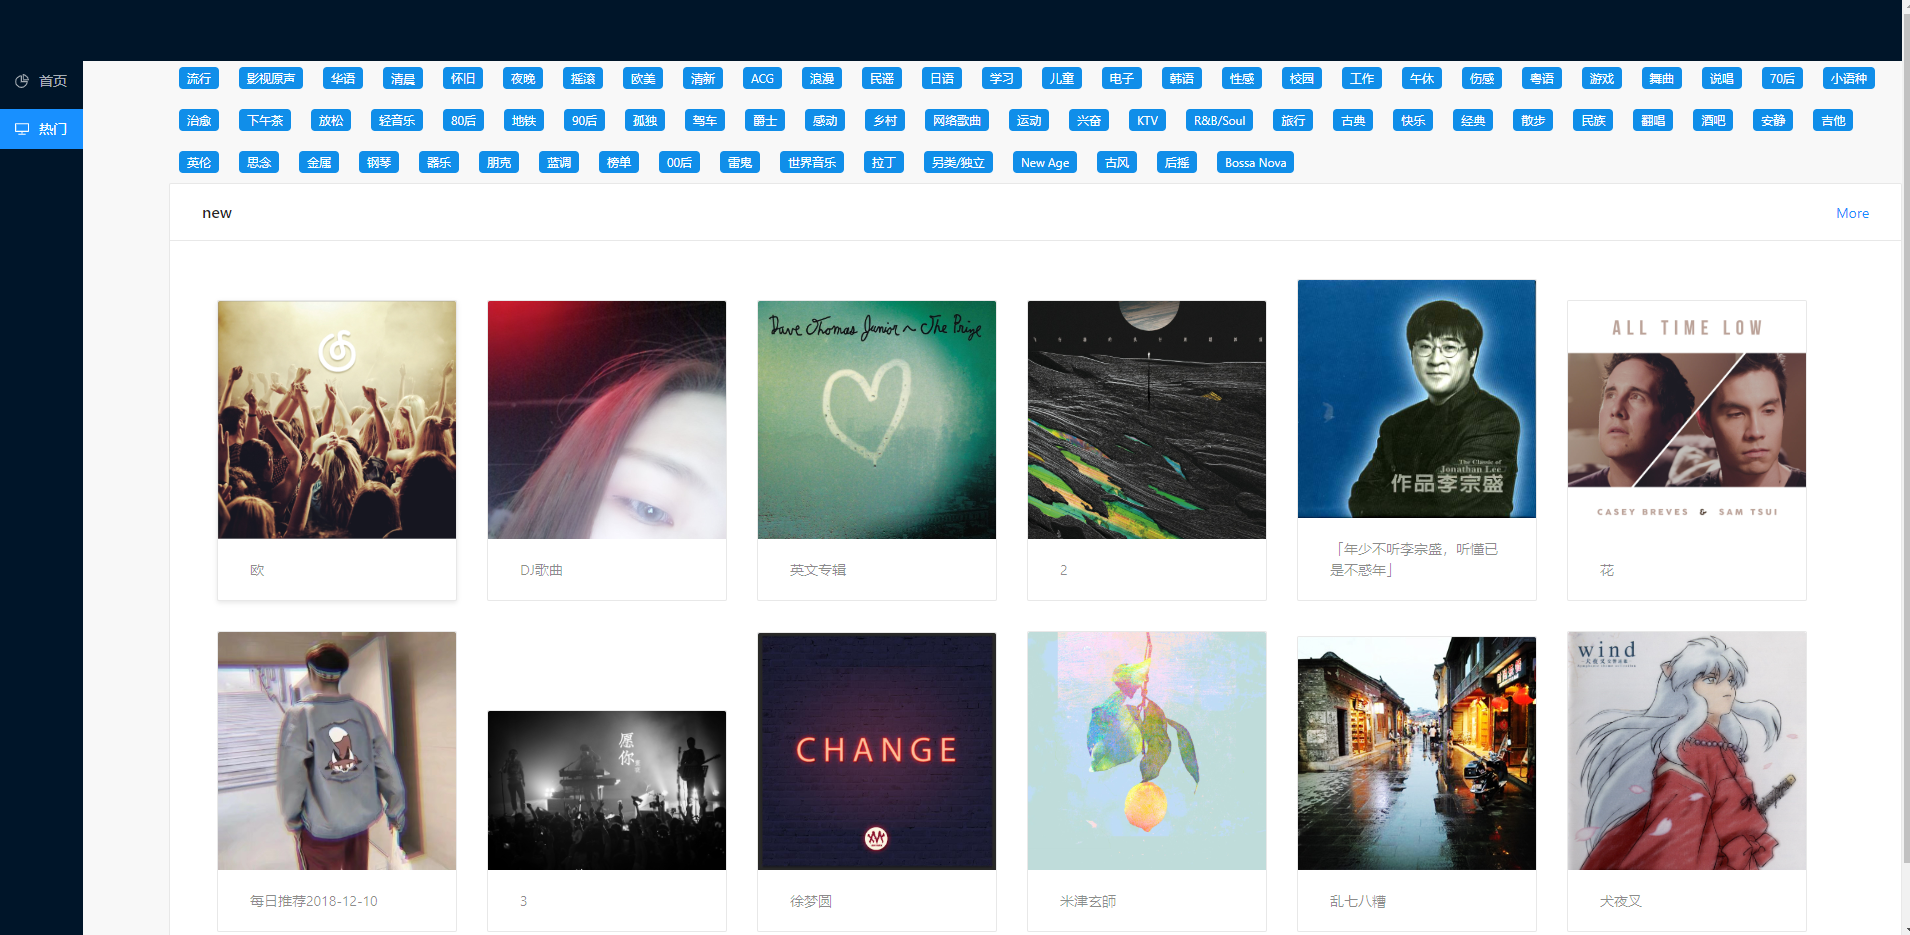 首页
热门
流行 影视原声 华语 清晨 怀旧 夜晚 摇滚 欧美 清新 ACG 浪漫 民谣 日语 学习 儿童 电子 韩语 性感 校园 工作 午休 伤感 粤语 游戏 舞曲 说唱 70后 小语种
治愈 下午茶 放松 轻音乐 80后 地铁 90后 孤独 驾车 爵士 感动 乡村 网络歌曲 运动 兴奋 KTV R&B/Soul 旅行 古典 快乐 经典 散步 民族 翻唱 酒吧 安静 吉他
英伦 思念 金属 钢琴 器乐 朋克 蓝调 榜单 00后 雷鬼 世界音乐 拉丁 另类/独立 New Age 古风 后摇 Bossa Nova
new More
Dave Thomas Junior ~ The Prize
The Classic of
Jonathan Lee
作品李宗盛
ALL TIME LOW
CASEY BREVES & SAM TSUI
欧
DJ歌曲
英文专辑
2
「年少不听李宗盛，听懂已
是不惑年」
花
愿你
CHANGE
wind
每日推荐2018-12-10
3
徐梦圆
米津玄師
乱七八糟
犬夜叉